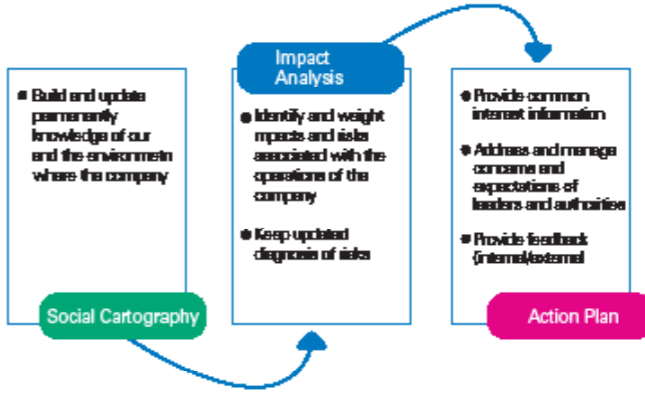 Build and update
permanently
knowledge of our
and the environmetn
where the company
Social Cartography
Impact
Analysis
Identify and weight
mpacts and risks
associated with the
operations of the
company
Keep updated
diagnosis of risks
Provide common
interest information
Address and manage
concerns and
expectations of
leaders and authorities
Provide feedback
(internal/external
Action Plan